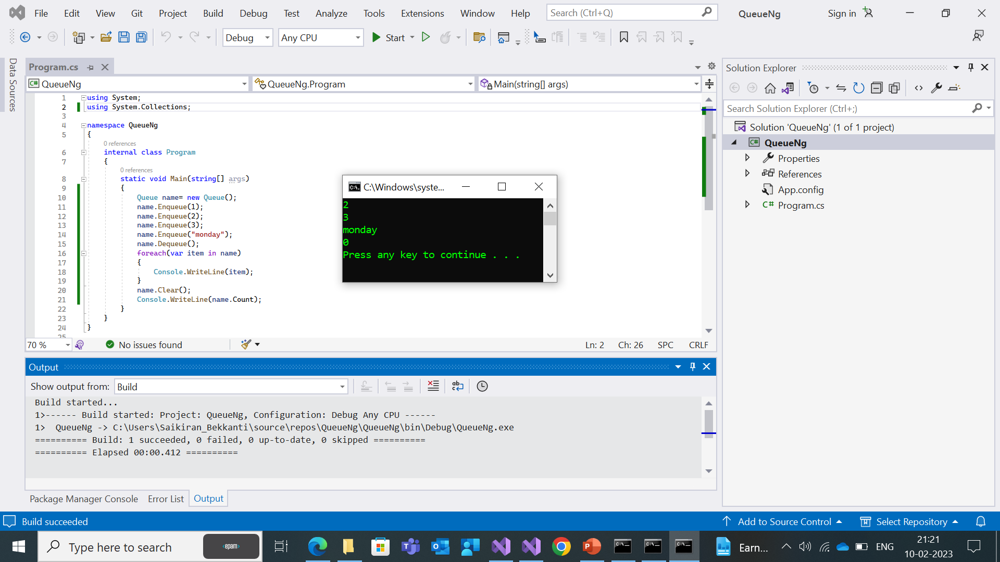 File Edit View Git Project Build Debug Test Analyze Tools Extensions Window Help Search (Ctrl+Q) QueueNg Sign in
Debug Any CPU Start
Data Sources
Program.cs
QueueNg QueueNg.Program Main(string[] args)
1 using System;
2 using System.Collections;
3
4 namespace QueueNg
5 {
0 references
6 internal class Program
7 {
0 references
8 static void Main(string[] args)
9 {
10 Queue name= new Queue();
11 name.Enqueue(1);
12 name.Enqueue(2);
13 name.Enqueue(3);
14 name.Enqueue("monday");
15 name.Dequeue();
16 foreach(var item in name)
17 {
18 Console.WriteLine(item);
19 }
20 name.Clear();
21 Console.WriteLine(name.Count);
22 }
23 }
24 }
25
C:\Windows\syste...
2
3
monday
0
Press any key to continue . . .
70 % No issues found Ln: 2 Ch: 26 SPC CRLF
Output
Show output from: Build
Build started...
1>------ Build started: Project: QueueNg, Configuration: Debug Any CPU ------
1> QueueNg -> C:\Users\Saikiran_Bekkanti\source\repos\QueueNg\QueueNg\bin\Debug\QueueNg.exe
========== Build: 1 succeeded, 0 failed, 0 up-to-date, 0 skipped ==========
========== Elapsed 00:00.412 ==========
Package Manager Console Error List Output
Solution Explorer
Search Solution Explorer (Ctrl+;)
Solution 'QueueNg' (1 of 1 project)
C# QueueNg
Properties
References
App.config
C# Program.cs
Build succeeded Add to Source Control Select Repository
Type here to search <epam> Earn... ENG 21:21
10-02-2023